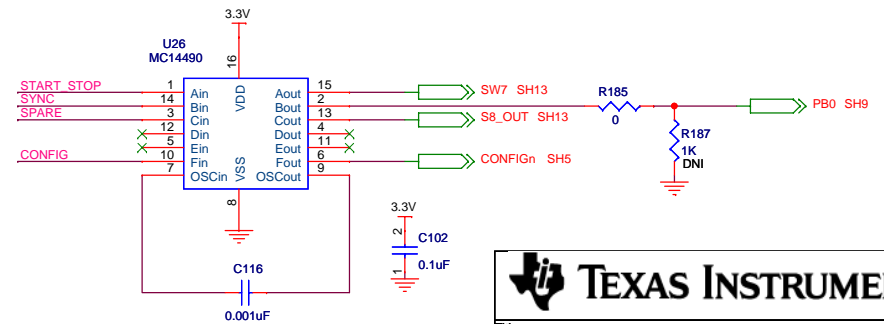 3.3V
U26
MC14490
16
VDD
START_STOP 1 Ain Aout 15 SW7 SH13
SYNC 14 Bin Bout 2 R185 0 PB0 SH9
SPARE 3 Cin Cout 13 S8_OUT SH13
12 Din Dout 4
5 Ein Eout 11
CONFIG 10 Fin Fout 6 CONFIGn SH5
7 OSCin OSCout 9
VSS
8
R187
1K
DNI
3.3V
2
C102
0.1uF
1
C116
0.001uF
TEXAS INSTRUME